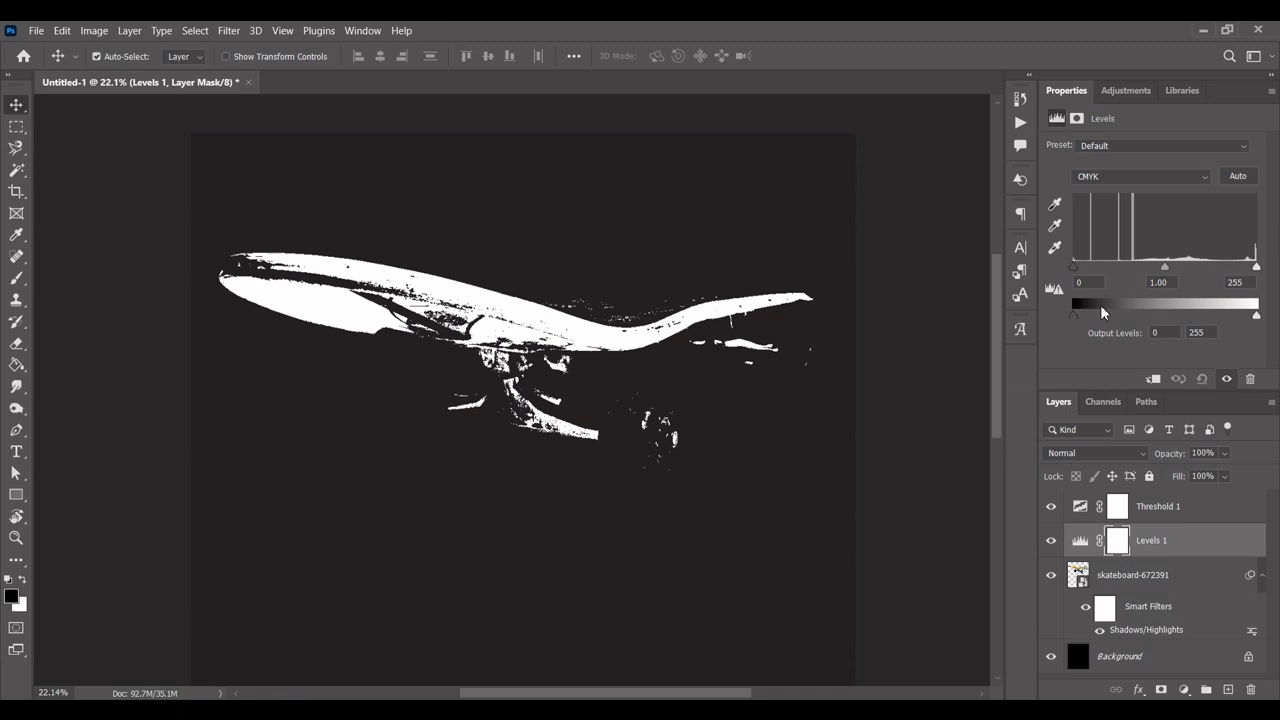 Ps File Edit Image Layer Type Select Filter 3D View Plugins Window Help
Auto-Select: Layer Show Transform Controls 3D Mode:
Untitled-1 @ 22.1% (Levels 1, Layer Mask/8) *
Properties Adjustments Libraries
Levels
Preset: Default
CMYK Auto
0 1.00 255
Output Levels: 0 255
Layers Channels Paths
Kind
Normal Opacity: 100%
Lock: Fill: 100%
Threshold 1
Levels 1
skateboard-672391
Smart Filters
Shadows/Highlights
Background
22.14% Doc: 92.7M/35.1M